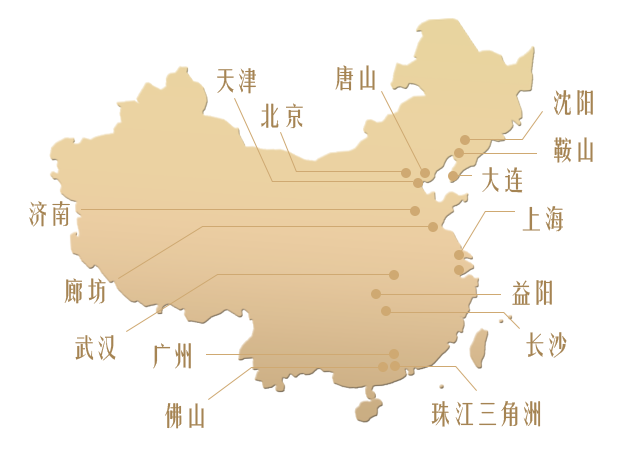 天津
唐山
北京
沈阳
鞍山
大连
济南
上海
廊坊
益阳
武汉
广州
长沙
佛山
珠江三角洲